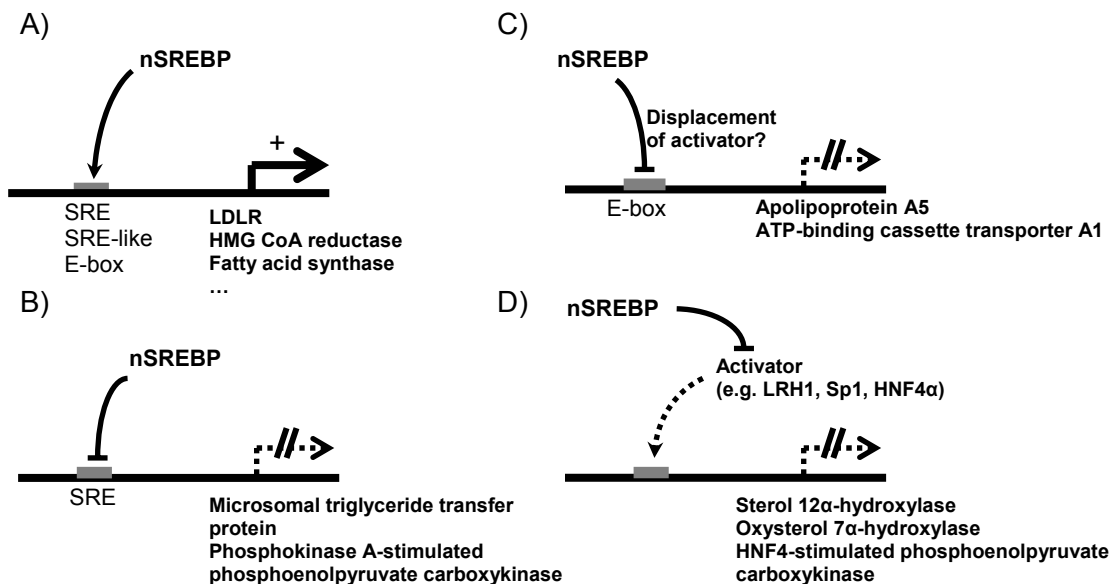 A)
nSREBP
+
SRE
SRE-like
E-box
LDLR
HMG CoA reductase
Fatty acid synthase
…
B)
nSREBP
SRE
Microsomal triglyceride transfer
protein
Phosphokinase A-stimulated
phosphoenolpyruvate carboxykinase
C)
nSREBP
Displacement
of activator?
E-box
Apolipoprotein A5
ATP-binding cassette transporter A1
D)
nSREBP
Activator
(e.g. LRH1, Sp1, HNF4α)
Sterol 12α-hydroxylase
Oxysterol 7α-hydroxylase
HNF4-stimulated phosphoenolpyruvate
carboxykinase